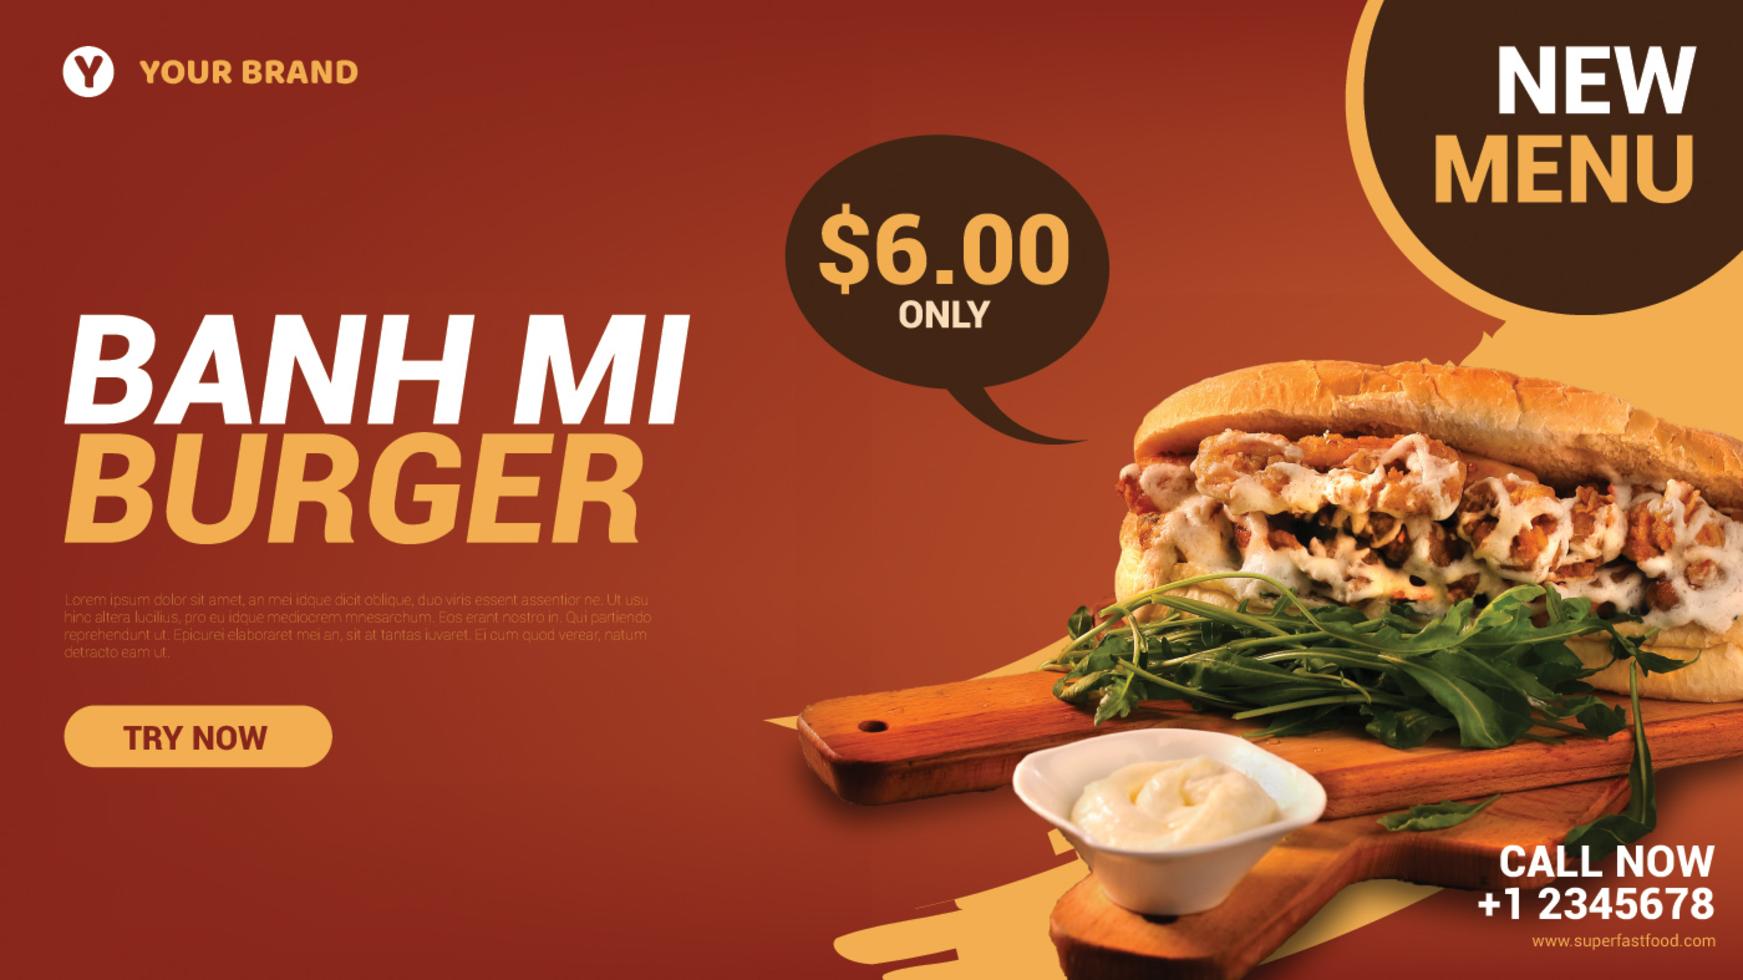 Y YOUR BRAND
NEW
MENU
$6.00
ONLY
BANH MI
BURGER
Lorem ipsum dolor sit amet, an mei idque dicit oblique, duo viris essent assentior ne. Ut usu
hinc altera lucilius, pro eu idque mediocrem mnesarchum. Eos erant nostro in. Qui partiendo
reprehendunt ut. Epicurei elaboraret mei an, sit at tantas iuvaret. Ei cum quod verear, natum
detracto eam ut.
TRY NOW
CALL NOW
+1 2345678
www.superfastfood.com